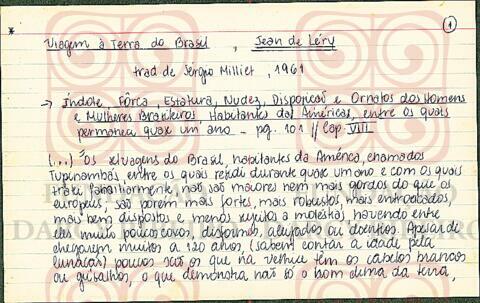 ①
* Viagem à Terra do Brasil , Jean de Léry
trad de Sérgio Milliet , 1961
→ Índole, Fôrca, Estatura, Nudez, Disposição e Ornatos dos Homens
e Mulheres Brasileiros, Habitantes da Américas, entre os quais
permaneci quase um ano - pag. 101 // Cap. VIII
(...) "Os selvagens do Brasil, habitantes da América, chamados
Tupinambás, entre os quais residi durante quase um ano e com os quais
tratei familiarmente, não são maiores nem mais gordos do que os
europeus; são porem mais fortes, mais robustos, mais entroncados,
mais bem dispostos e menos sujeitos a moléstias, havendo entre
eles muito poucos coxos, disformes, aleijados ou doentios. Apesar de
chegarem muitos a 120 anos, (sabem contar a idade pela
lunação) poucos são os que na velhice têm os cabelos brancos
ou grisalhos, o que demonstra não só o bom clima da terra,